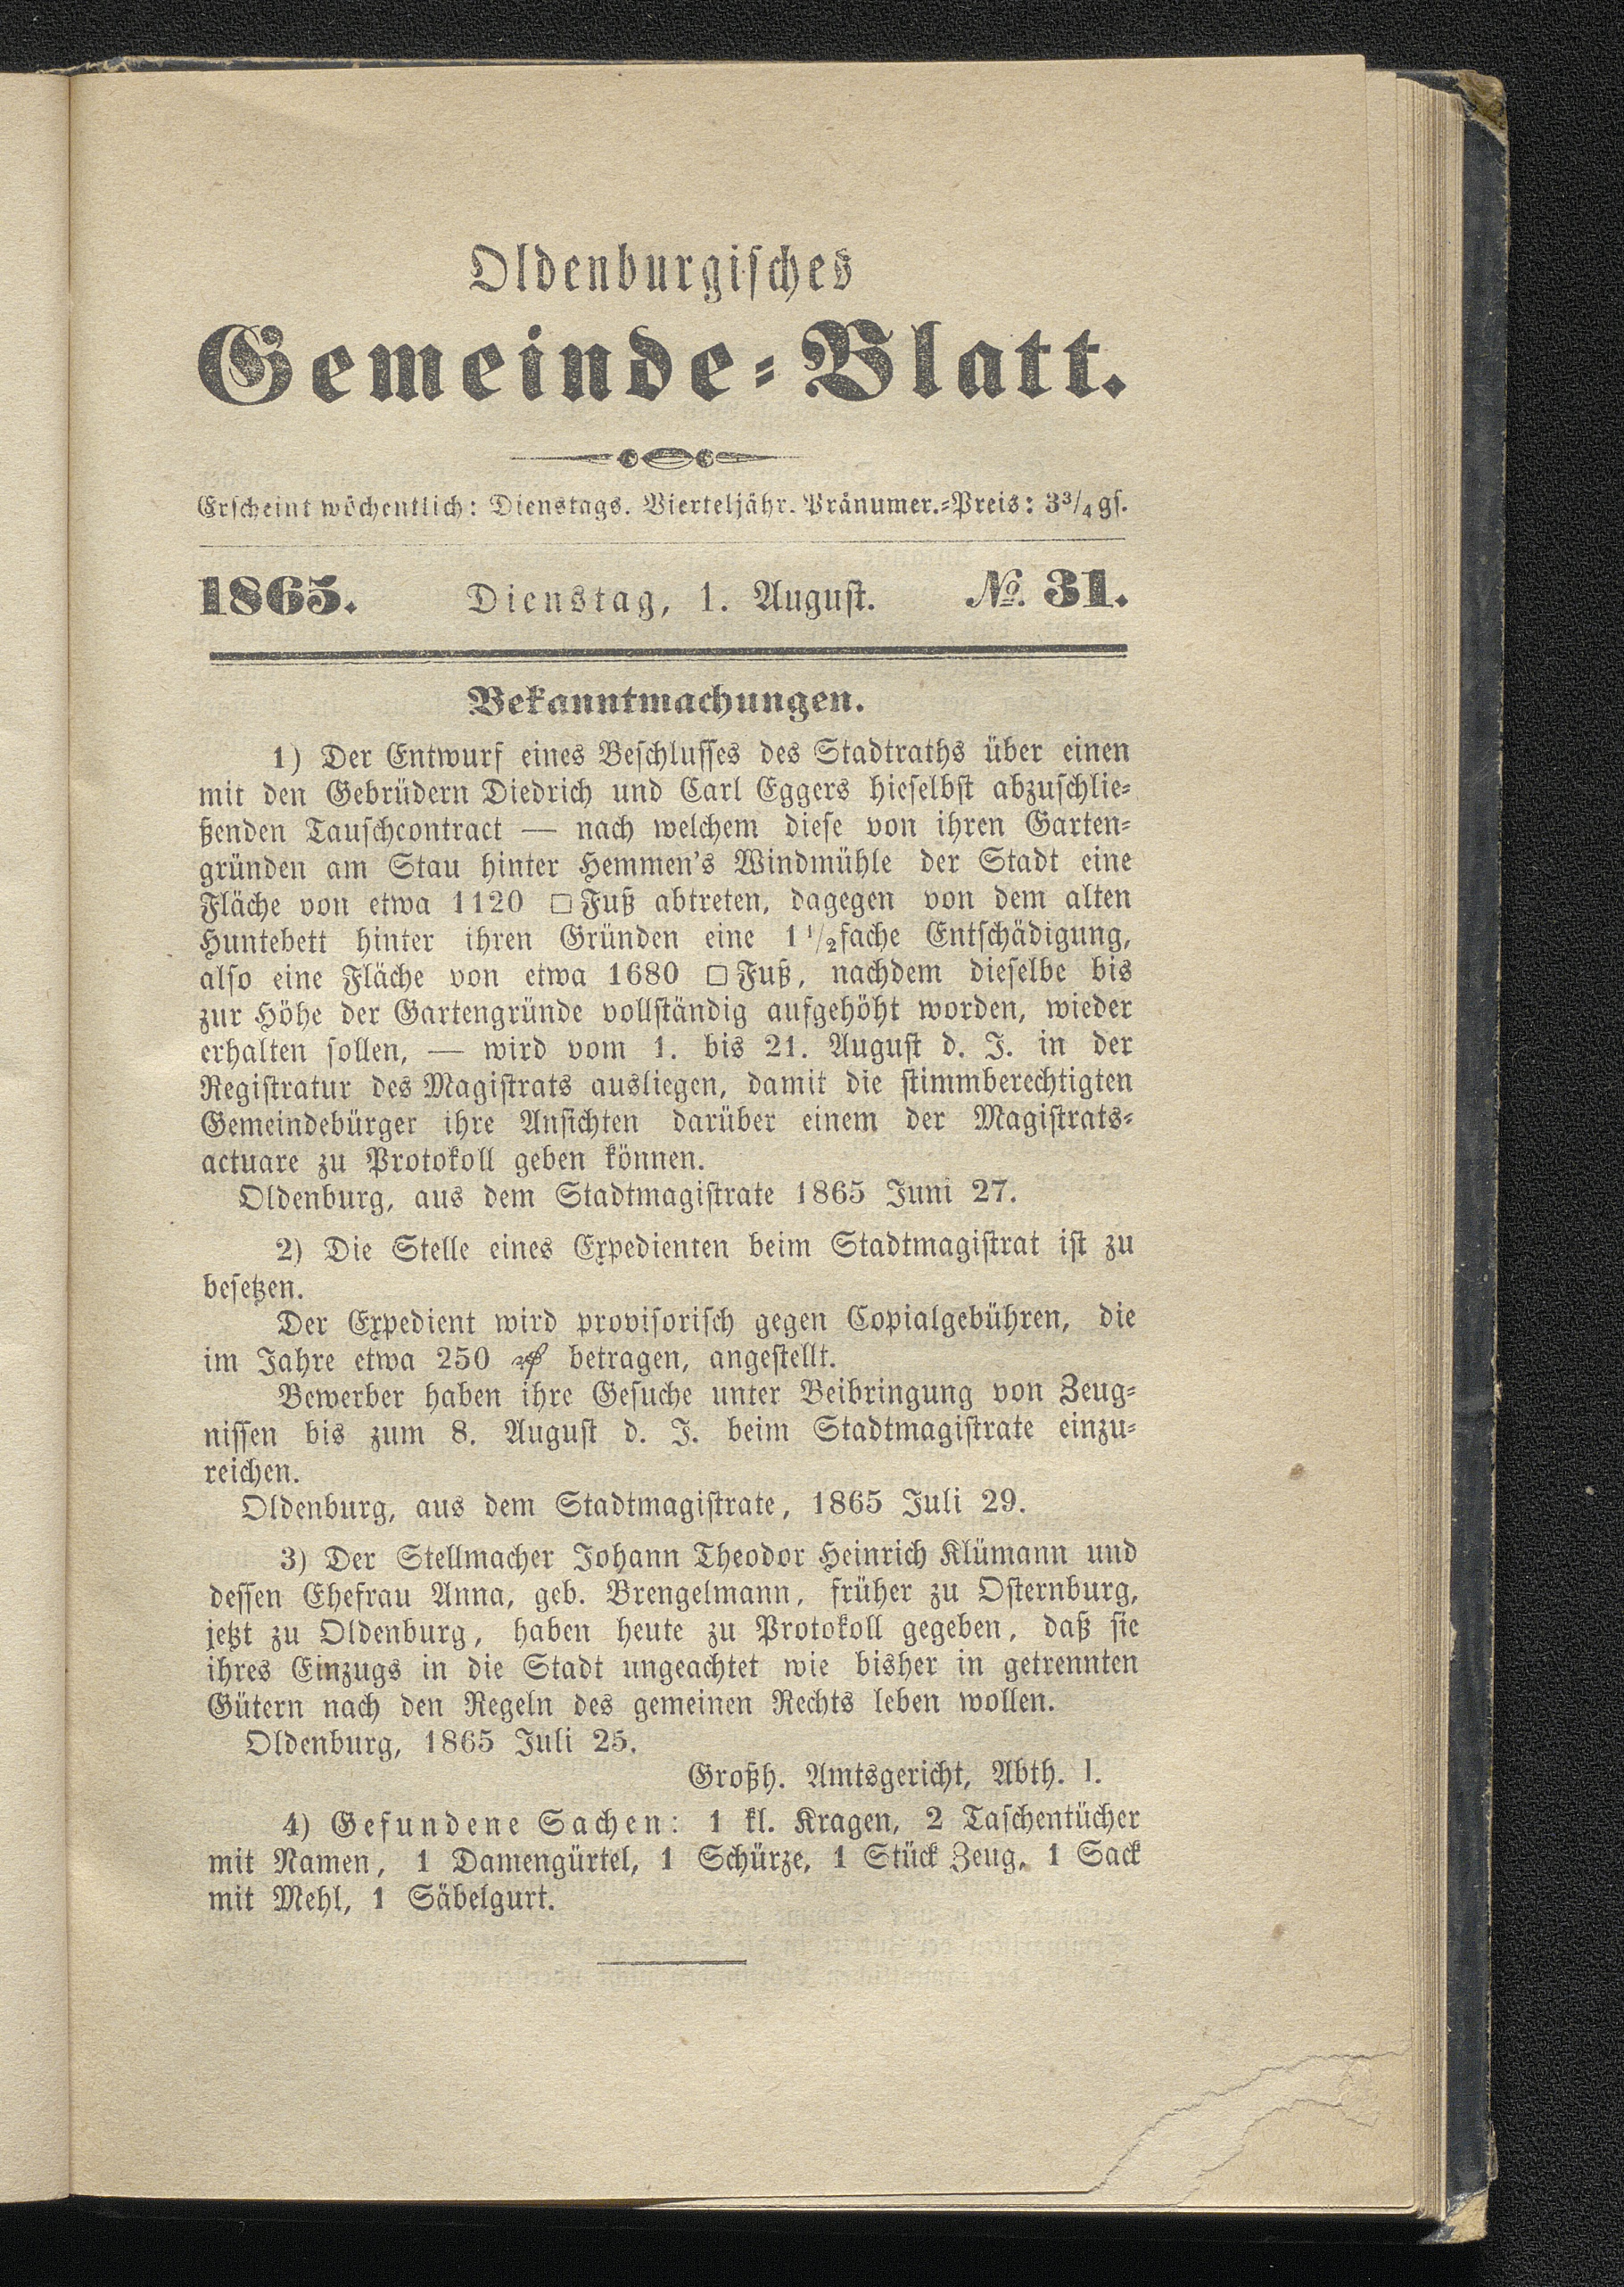 Oldenburgisches
Gemeinde-Blatt.
Erscheint wöchentlich: Dienstags. Vierteljähr. Pränumer.-Preis: 3³/₄ gs.
1865. Dienstag, 1. August. № 31.
Bekanntmachungen.
1) Der Entwurf eines Beschlusses des Stadtraths über einen
mit den Gebrüdern Diedrich und Carl Eggers hieselbst abzuschlie-
ßenden Tauschcontract — nach welchem diese von ihren Garten-
gründen am Stau hinter Hemmen's Windmühle der Stadt eine
Fläche von etwa 1120 □ Fuß abtreten, dagegen von dem alten
Huntebett hinter ihren Gründen eine 1¹/₂fache Entschädigung,
also eine Fläche von etwa 1680 □ Fuß, nachdem dieselbe bis
zur Höhe der Gartengründe vollständig aufgehöht worden, wieder
erhalten sollen, — wird vom 1. bis 21. August d. J. in der
Registratur des Magistrats ausliegen, damit die stimmberechtigten
Gemeindebürger ihre Ansichten darüber einem der Magistrats-
actuare zu Protokoll geben können.
Oldenburg, aus dem Stadtmagistrate 1865 Juni 27.
2) Die Stelle eines Expedienten beim Stadtmagistrat ist zu
besetzen.
Der Expedient wird provisorisch gegen Copialgebühren, die
im Jahre etwa 250 ₰ betragen, angestellt.
Bewerber haben ihre Gesuche unter Beibringung von Zeug-
nissen bis zum 8. August d. J. beim Stadtmagistrate einzu-
reichen.
Oldenburg, aus dem Stadtmagistrate, 1865 Juli 29.
3) Der Stellmacher Johann Theodor Heinrich Klümann und
dessen Ehefrau Anna, geb. Brengelmann, früher zu Osternburg,
jetzt zu Oldenburg, haben heute zu Protokoll gegeben, daß sie
ihres Einzugs in die Stadt ungeachtet wie bisher in getrennten
Gütern nach den Regeln des gemeinen Rechts leben wollen.
Oldenburg, 1865 Juli 25.
Großh. Amtsgericht, Abth. I.
4) Gefundene Sachen: 1 kl. Kragen, 2 Taschentücher
mit Namen, 1 Damengürtel, 1 Schürze, 1 Stück Zeug, 1 Sack
mit Mehl, 1 Säbelgurt.